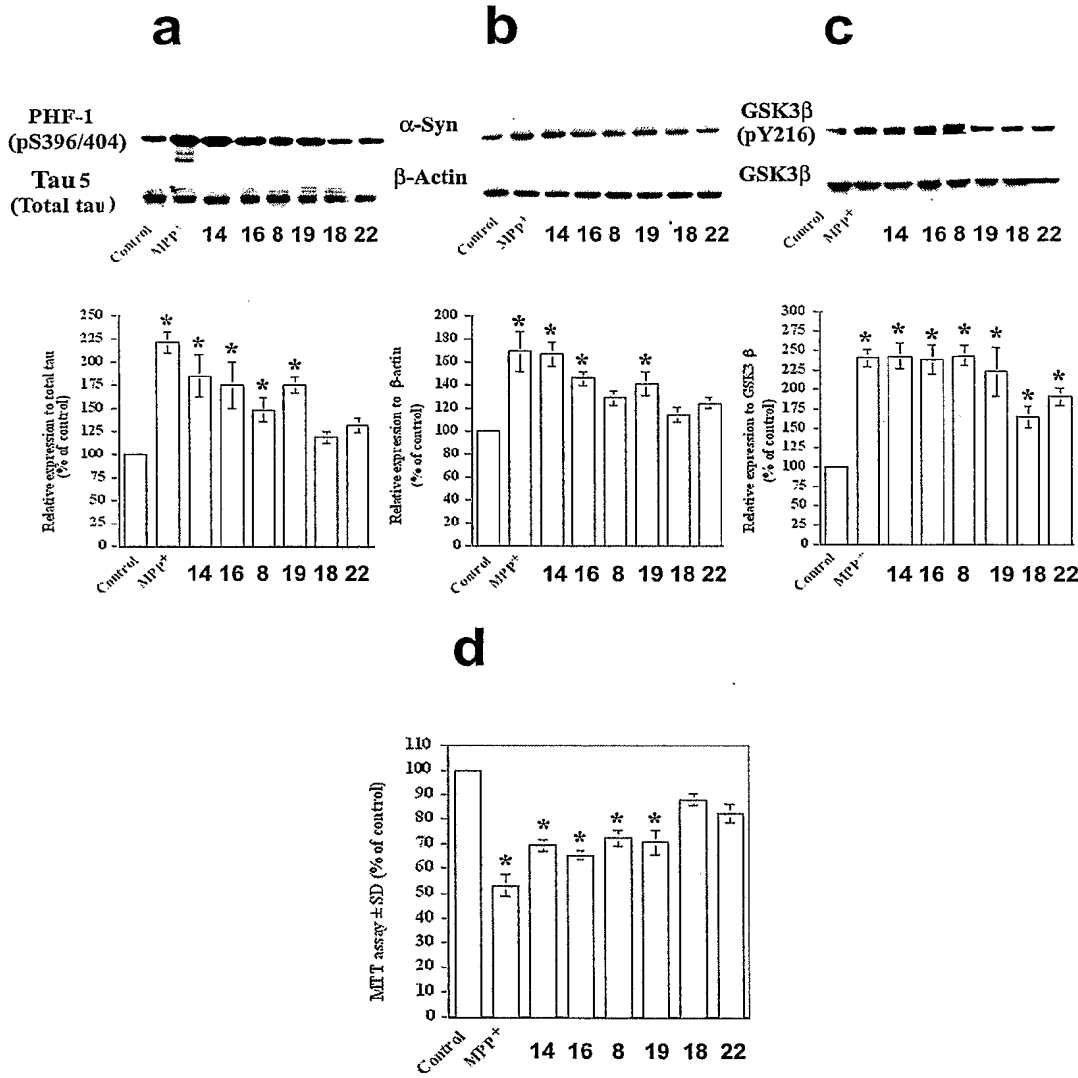 a
b
c
PHF-1
(pS396/404)
Tau 5
(Total tau)
α-Syn
β-Actin
GSK3β
(pY216)
GSK3β
Control MPP+ 14 16 8 19 18 22
Control MPP+ 14 16 8 19 18 22
Control MPP+ 14 16 8 19 18 22
Relative expression to total tau
(% of control)
250
225
200
175
150
125
100
75
50
25
0
* * * * *
Control MPP+ 14 16 8 19 18 22
Relative expression to β-actin
(% of control)
200
180
160
140
120
100
80
60
40
20
0
* * * *
Control MPP+ 14 16 8 19 18 22
Relative expression to GSK3 β
(% of control)
300
275
250
225
200
175
150
125
100
75
50
25
0
* * * * * * *
Control MPP+ 14 16 8 19 18 22
d
MTT assay ± SD (% of control)
110
100
90
80
70
60
50
40
30
20
10
0
* * * * *
Control MPP+ 14 16 8 19 18 22